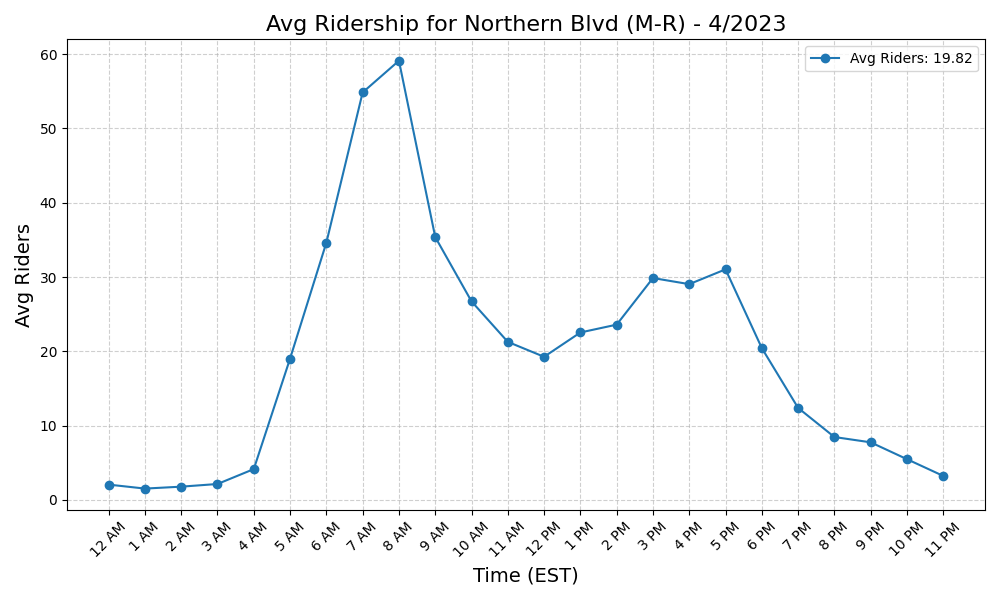 Avg Ridership for Northern Blvd (M-R) - 4/2023
Avg Riders: 19.82
60
50
40
30
20
10
0
Avg Riders
12 AM
1 AM
2 AM
3 AM
4 AM
5 AM
6 AM
7 AM
8 AM
9 AM
10 AM
11 AM
12 PM
1 PM
2 PM
3 PM
4 PM
5 PM
6 PM
7 PM
8 PM
9 PM
10 PM
11 PM
Time (EST)